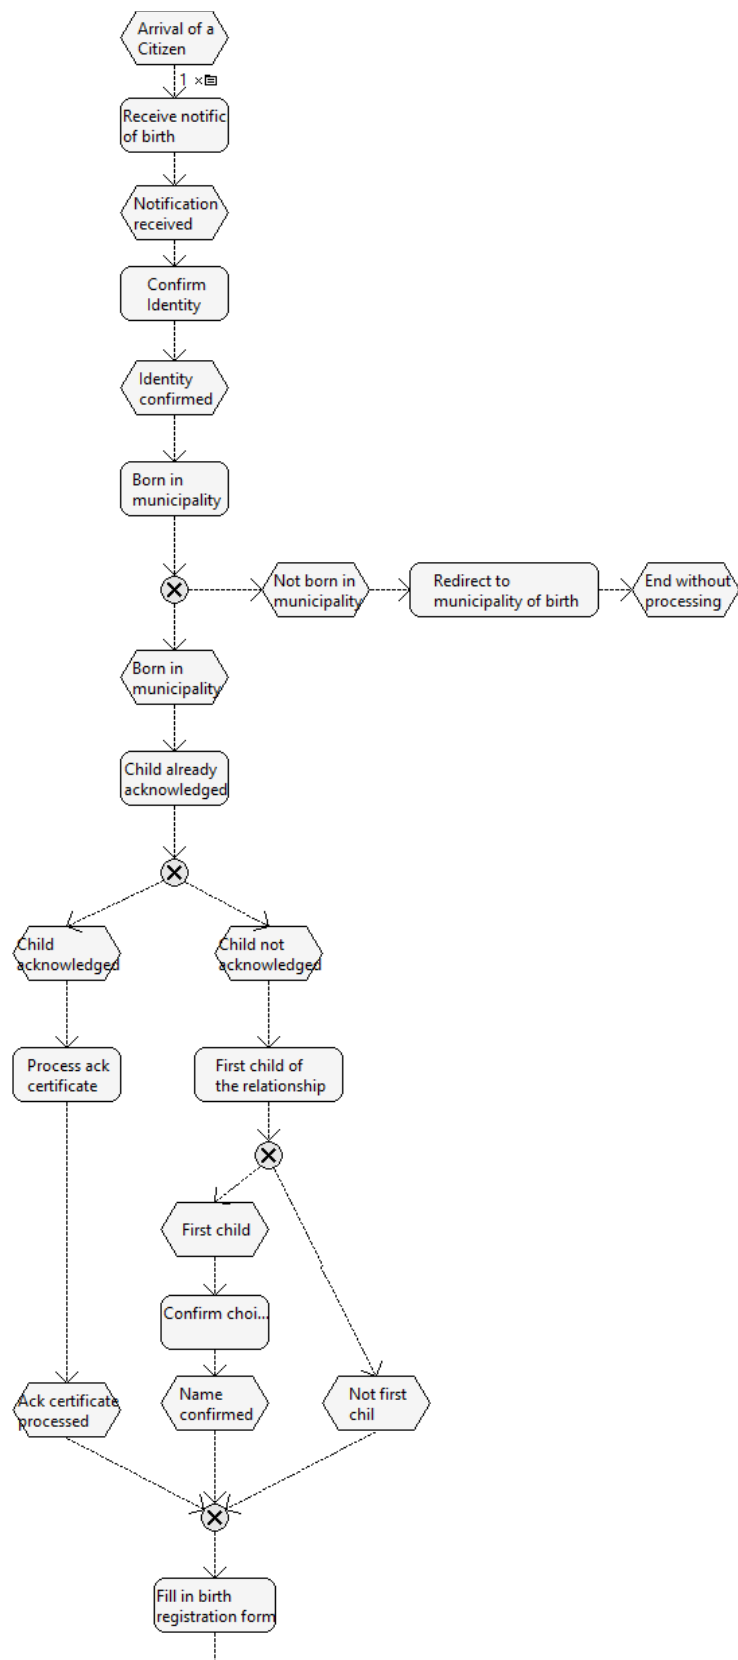 Arrival of a
Citizen
1 ×
Receive notific
of birth
Notification
received
Confirm
Identity
Identity
confirmed
Born in
municipality
Not born in
municipality
Redirect to
municipality of birth
End without
processing
Born in
municipality
Child already
acknowledged
Child
acknowledged
Child not
acknowledged
Process ack
certificate
First child of
the relationship
First child
Confirm choi...
Ack certificate
processed
Name
confirmed
Not first
chil
Fill in birth
registration form